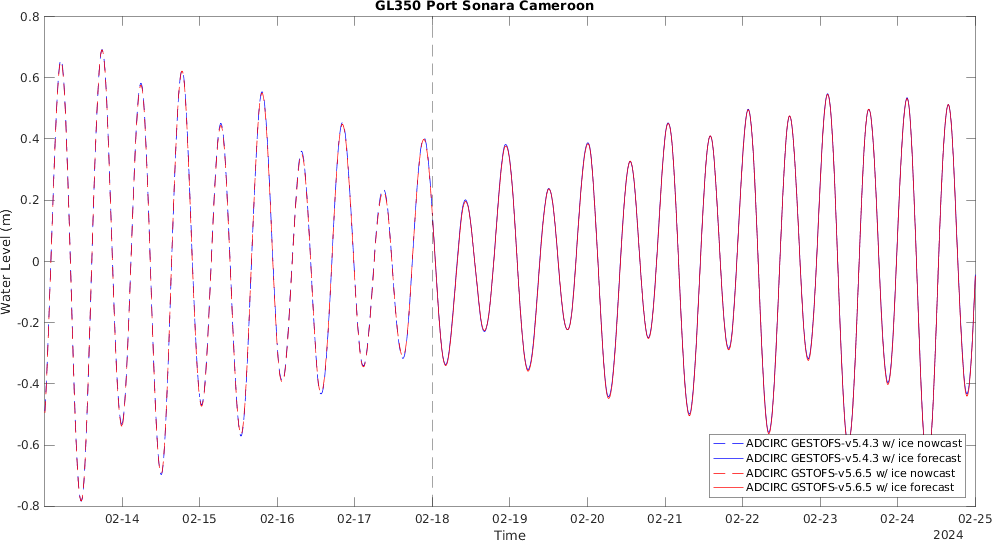 GL350 Port Sonara Cameroon
0.8
0.6
0.4
0.2
0
-0.2
-0.4
-0.6
-0.8
Water Level (m)
ADCIRC GESTOFS-v5.4.3 w/ ice nowcast
ADCIRC GESTOFS-v5.4.3 w/ ice forecast
ADCIRC GSTOFS-v5.6.5 w/ ice nowcast
ADCIRC GSTOFS-v5.6.5 w/ ice forecast
02-14 02-15 02-16 02-17 02-18 02-19 02-20 02-21 02-22 02-23 02-24 02-25
Time
2024